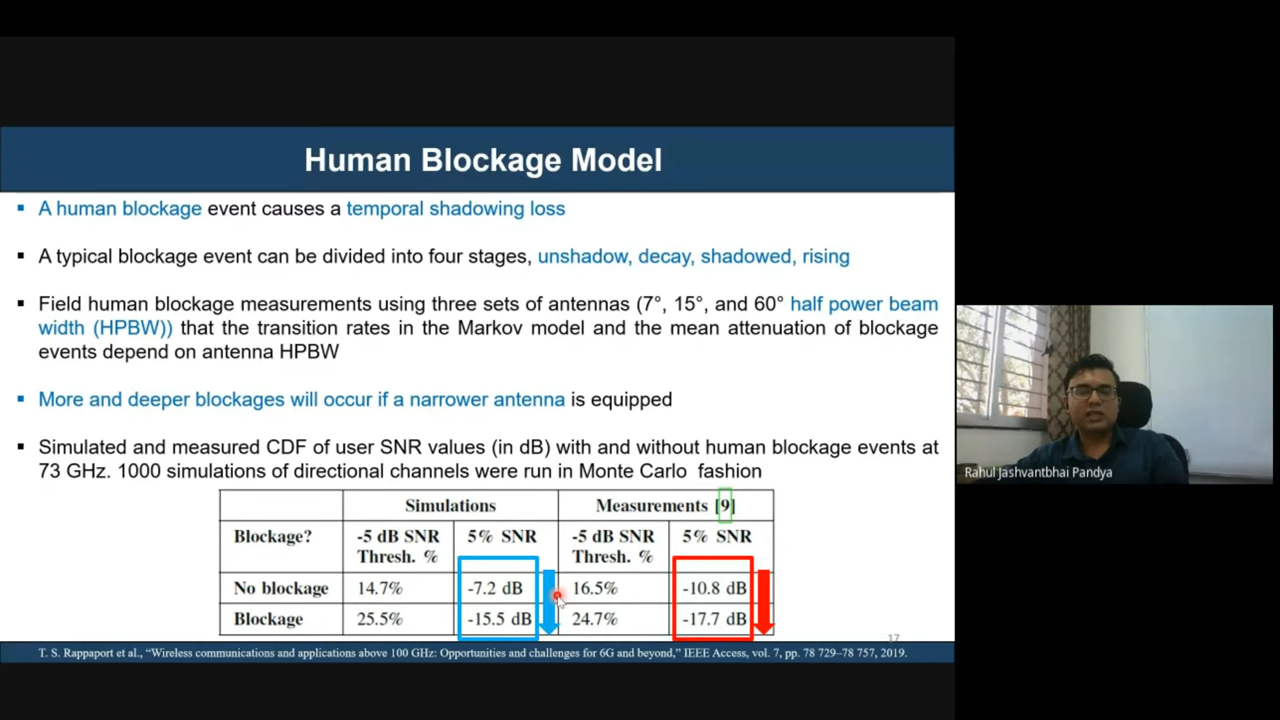 Human Blockage Model
▪ A human blockage event causes a temporal shadowing loss
▪ A typical blockage event can be divided into four stages, unshadow, decay, shadowed, rising
▪ Field human blockage measurements using three sets of antennas (7°, 15°, and 60° half power beam
width (HPBW)) that the transition rates in the Markov model and the mean attenuation of blockage
events depend on antenna HPBW
▪ More and deeper blockages will occur if a narrower antenna is equipped
▪ Simulated and measured CDF of user SNR values (in dB) with and without human blockage events at
73 GHz. 1000 simulations of directional channels were run in Monte Carlo fashion
Simulations Measurements [9]
Blockage? -5 dB SNR Thresh. % 5% SNR -5 dB SNR Thresh. % 5% SNR
No blockage 14.7% -7.2 dB 16.5% -10.8 dB
Blockage 25.5% -15.5 dB 24.7% -17.7 dB
17
T. S. Rappaport et al., “Wireless communications and applications above 100 GHz: Opportunities and challenges for 6G and beyond,” IEEE Access, vol. 7, pp. 78 729–78 757, 2019.
Rahul Jashvantbhai Pandya